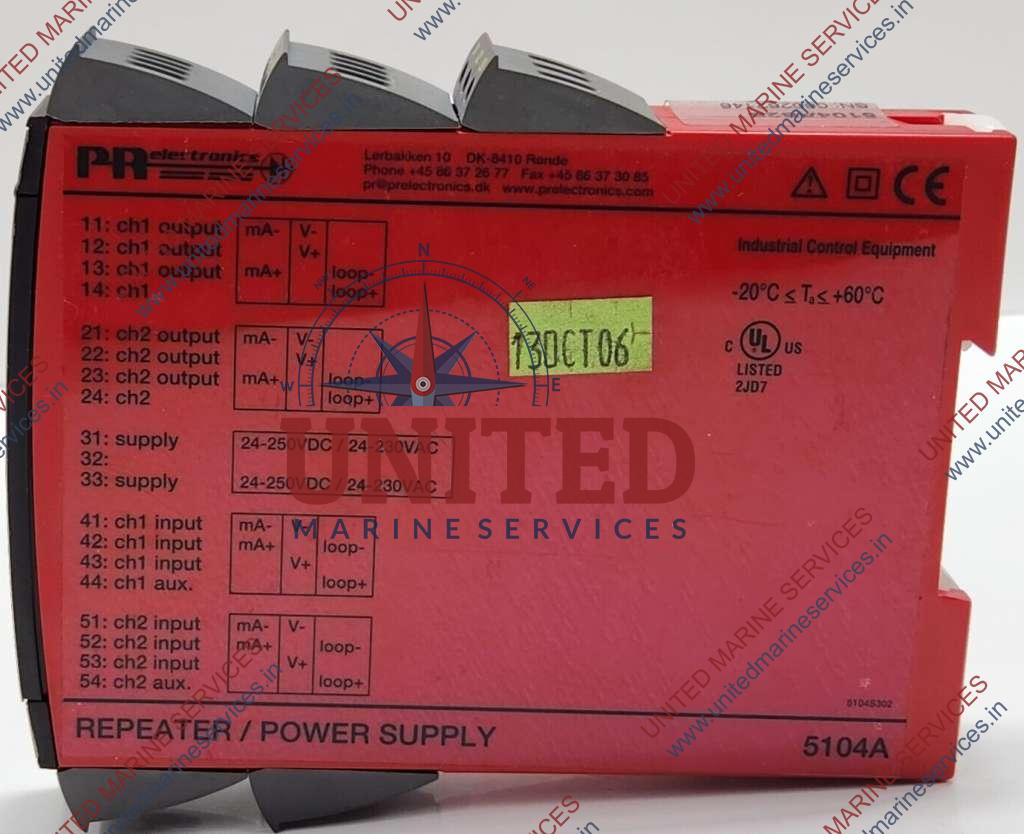 PR electronics
Lerbakken 10 DK-8410 Rønde
Phone +45 86 37 26 77 Fax +45 86 37 30 85
pr@prelectronics.dk www.prelectronics.com
CE
11: ch1 output mA- V-
12: ch1 output V+
13: ch1 output mA+ loop-
14: ch1 loop+
Industrial Control Equipment
-20°C ≤ Ta ≤ +60°C
C UL US
LISTED
2JD7
21: ch2 output mA- V-
22: ch2 output V+
23: ch2 output mA+ loop-
24: ch2 loop+
13OCT06
31: supply 24-250VDC / 24-230VAC
32:
33: supply 24-250VDC / 24-230VAC
41: ch1 input mA- V-
42: ch1 input mA+ loop-
43: ch1 input V+
44: ch1 aux. loop+
51: ch2 input mA- V-
52: ch2 input mA+ loop-
53: ch2 input V+
54: ch2 aux. loop+
5104S302
REPEATER / POWER SUPPLY 5104A
N
W E
UNITED
MARINE SERVICES
UNITED MARINE SERVICES
www.unitedmarineservices.in